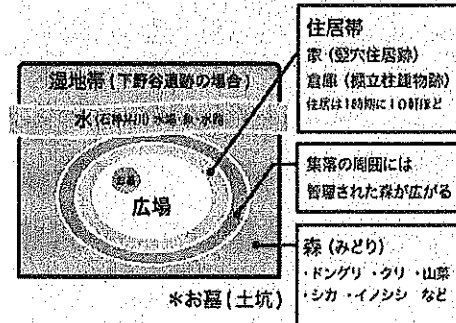 住居帯
家(竪穴住居跡)
倉庫(掘立柱建物跡)
住居は1時期に10軒ほど
湿地帯(下野谷遺跡の場合)
水(石神井川)水場・魚・水路
広場
集落の周囲には
管理された森が広がる
森(みどり)
・ドングリ・クリ・山菜
・シカ・イノシシ など
*お墓(土坑)